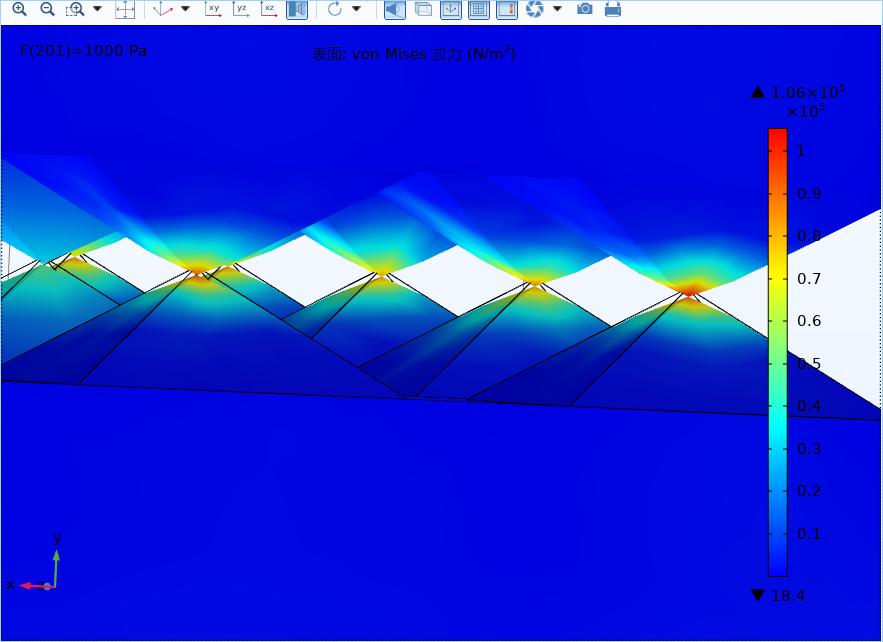 xy yz xz
E(201)=1000 Pa
表面: von Mises 应力 (N/m²)
▲ 1.06×10⁵
×10⁵
1
0.9
0.8
0.7
0.6
0.5
0.4
0.3
0.2
0.1
▼ 18.4
y
x z